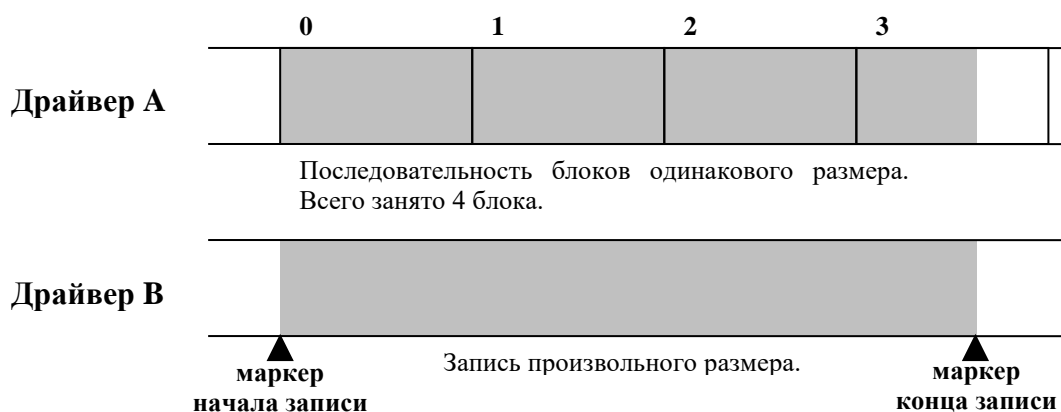 0 1 2 3
Драйвер A
Последовательность блоков одинакового размера.
Всего занято 4 блока.
Драйвер B
Запись произвольного размера.
маркер
начала записи
маркер
конца записи